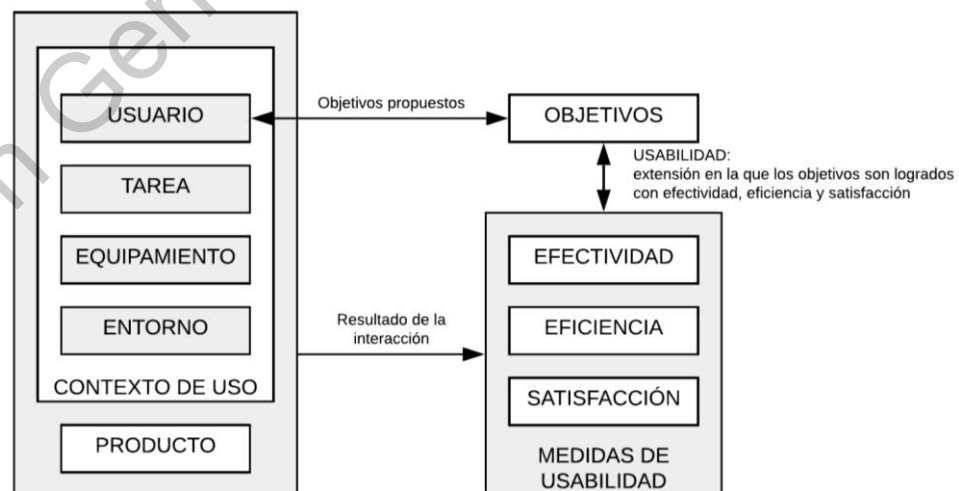 USUARIO
TAREA
EQUIPAMIENTO
ENTORNO
CONTEXTO DE USO
PRODUCTO
Objetivos propuestos
Resultado de la
interacción
OBJETIVOS
USABILIDAD:
extensión en la que los objetivos son logrados
con efectividad, eficiencia y satisfacción
EFECTIVIDAD
EFICIENCIA
SATISFACCIÓN
MEDIDAS DE
USABILIDAD